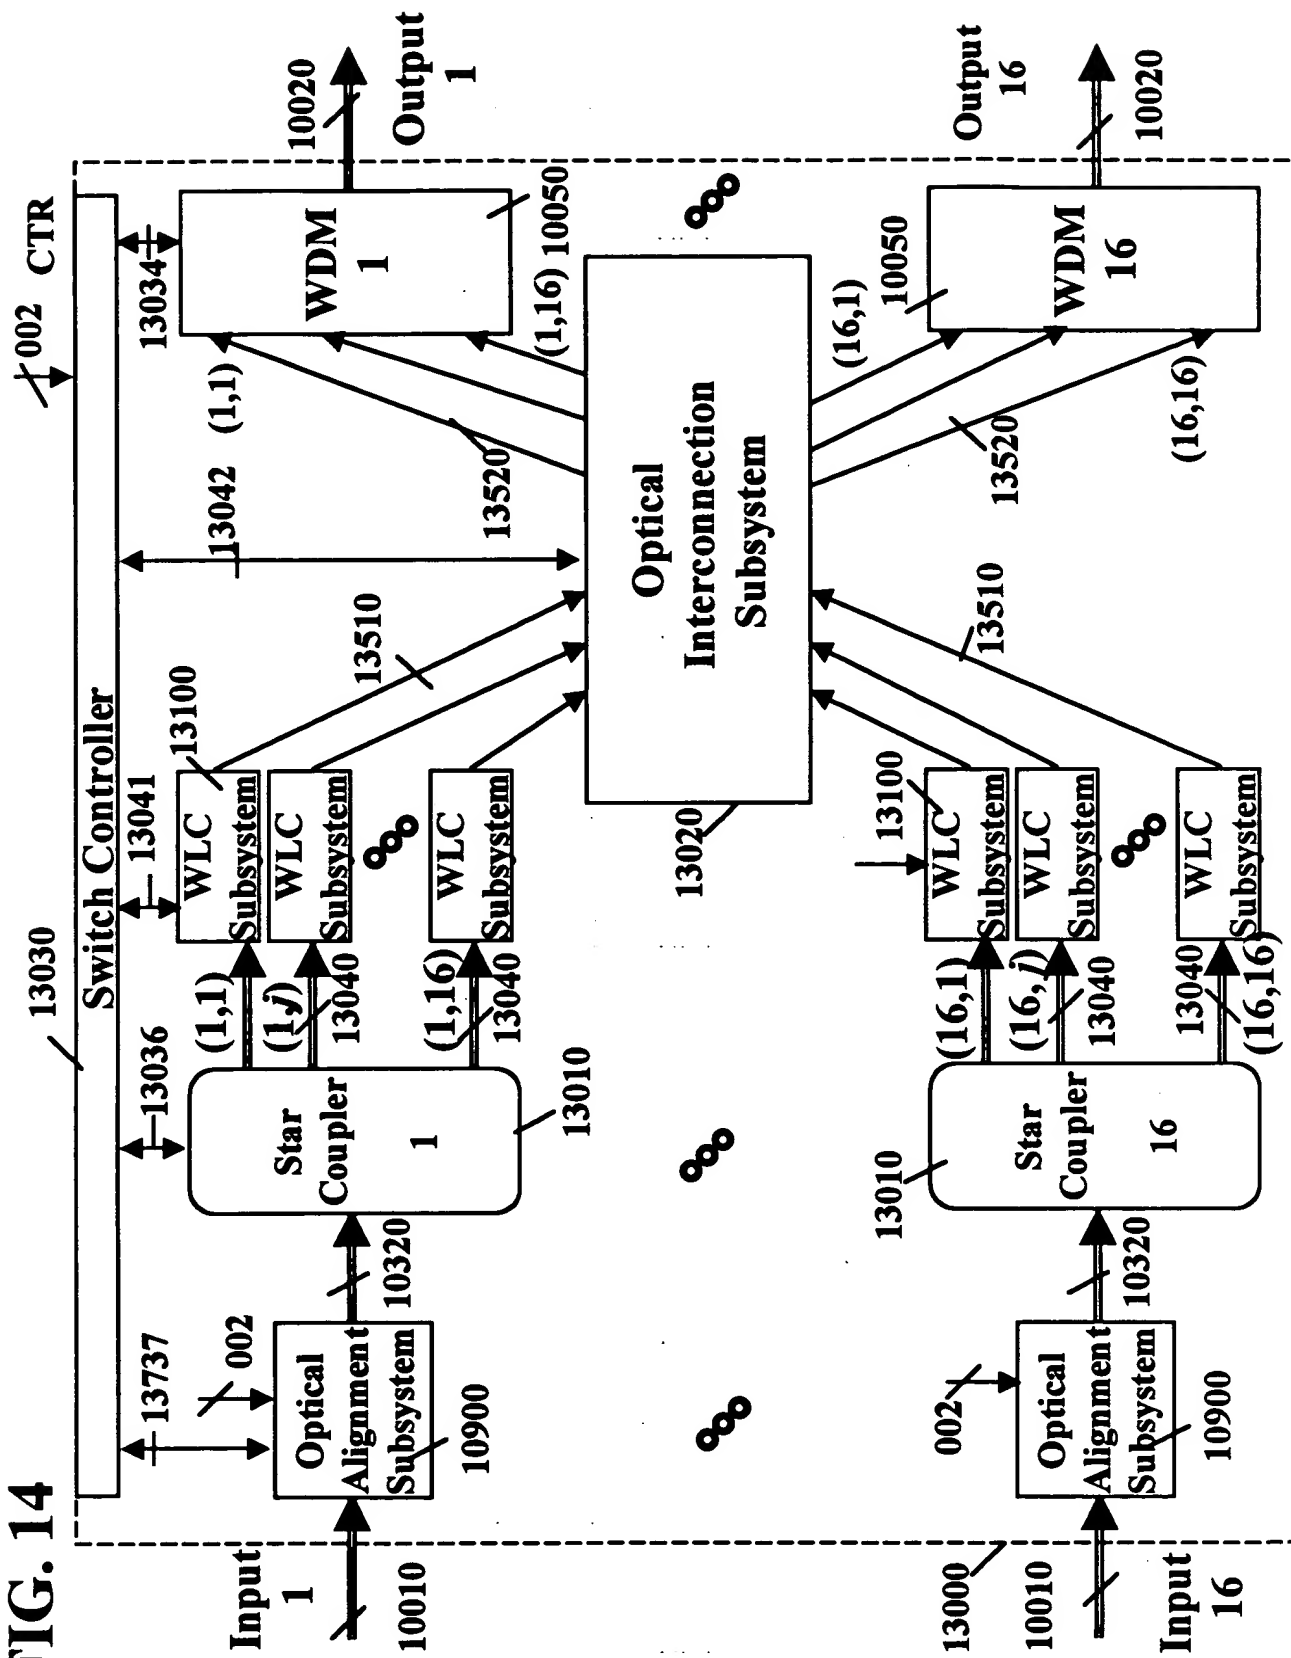 FIG. 14
13030
Switch Controller
002
CTR
13737
002
13036
13041
13100
13042
13034
Input
1
10010
Optical
Alignment
Subsystem
10900
10320
Star
Coupler
1
13010
(1,1)
(1,j)
13040
(1,16)
13040
WLC
Subsystem
WLC
Subsystem
WLC
Subsystem
13510
13520
(1,1)
(1,16)
WDM
1
10050
10020
Output
1
13020
Optical
Interconnection
Subsystem
13000
10010
Input
16
002
Optical
Alignment
Subsystem
10900
10320
13010
Star
Coupler
16
(16,1)
(16,j)
13040
13040
(16,16)
13100
WLC
Subsystem
WLC
Subsystem
WLC
Subsystem
13510
13520
(16,1)
(16,16)
10050
WDM
16
Output
16
10020